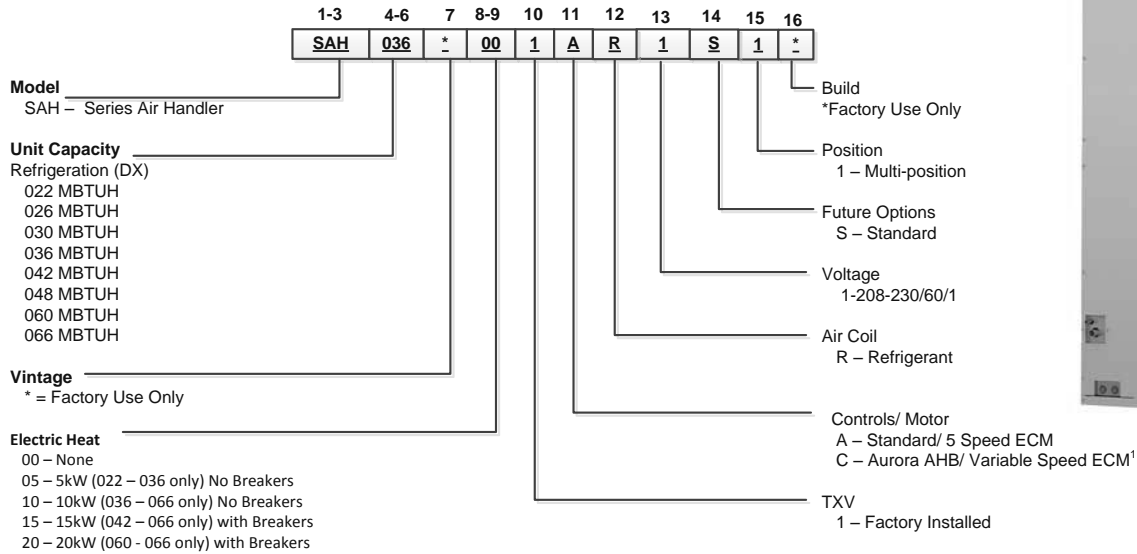 1-3 4-6 7 8-9 10 11 12 13 14 15 16
SAH 036 * 00 1 A R 1 S 1 *
Model
SAH – Series Air Handler
Unit Capacity
Refrigeration (DX)
022 MBTUH
026 MBTUH
030 MBTUH
036 MBTUH
042 MBTUH
048 MBTUH
060 MBTUH
066 MBTUH
Vintage
* = Factory Use Only
Electric Heat
00 – None
05 – 5kW (022 – 036 only) No Breakers
10 – 10kW (036 – 066 only) No Breakers
15 – 15kW (042 – 066 only) with Breakers
20 – 20kW (060 - 066 only) with Breakers
Build
*Factory Use Only
Position
1 – Multi-position
Future Options
S – Standard
Voltage
1-208-230/60/1
Air Coil
R – Refrigerant
Controls/ Motor
A – Standard/ 5 Speed ECM
C – Aurora AHB/ Variable Speed ECM¹
TXV
1 – Factory Installed